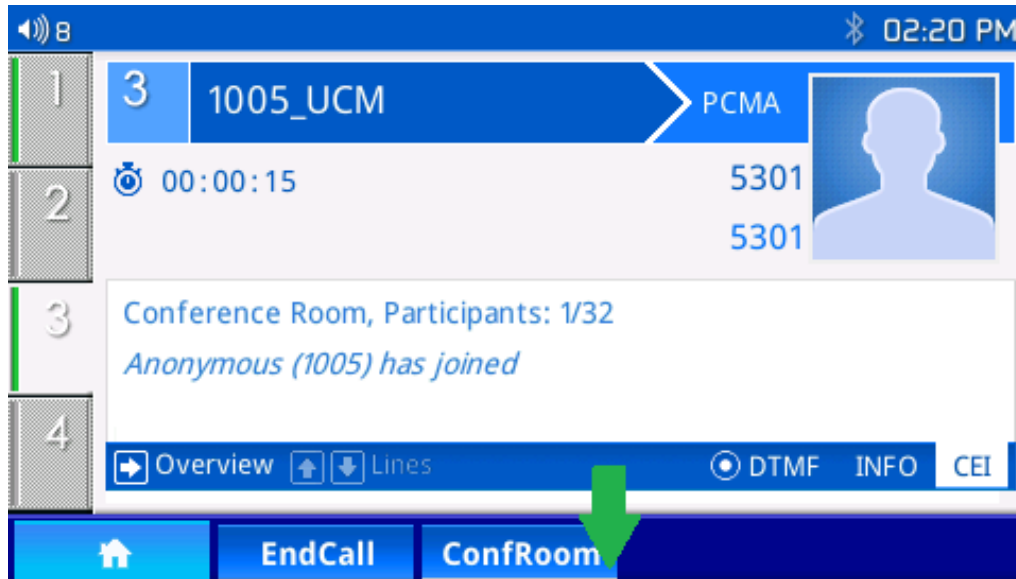 8 02:20 PM
1 3 1005_UCM PCMA
00:00:15 5301
2
5301
3 Conference Room, Participants: 1/32
Anonymous (1005) has joined
4
Overview Lines DTMF INFO CEI
EndCall ConfRoom